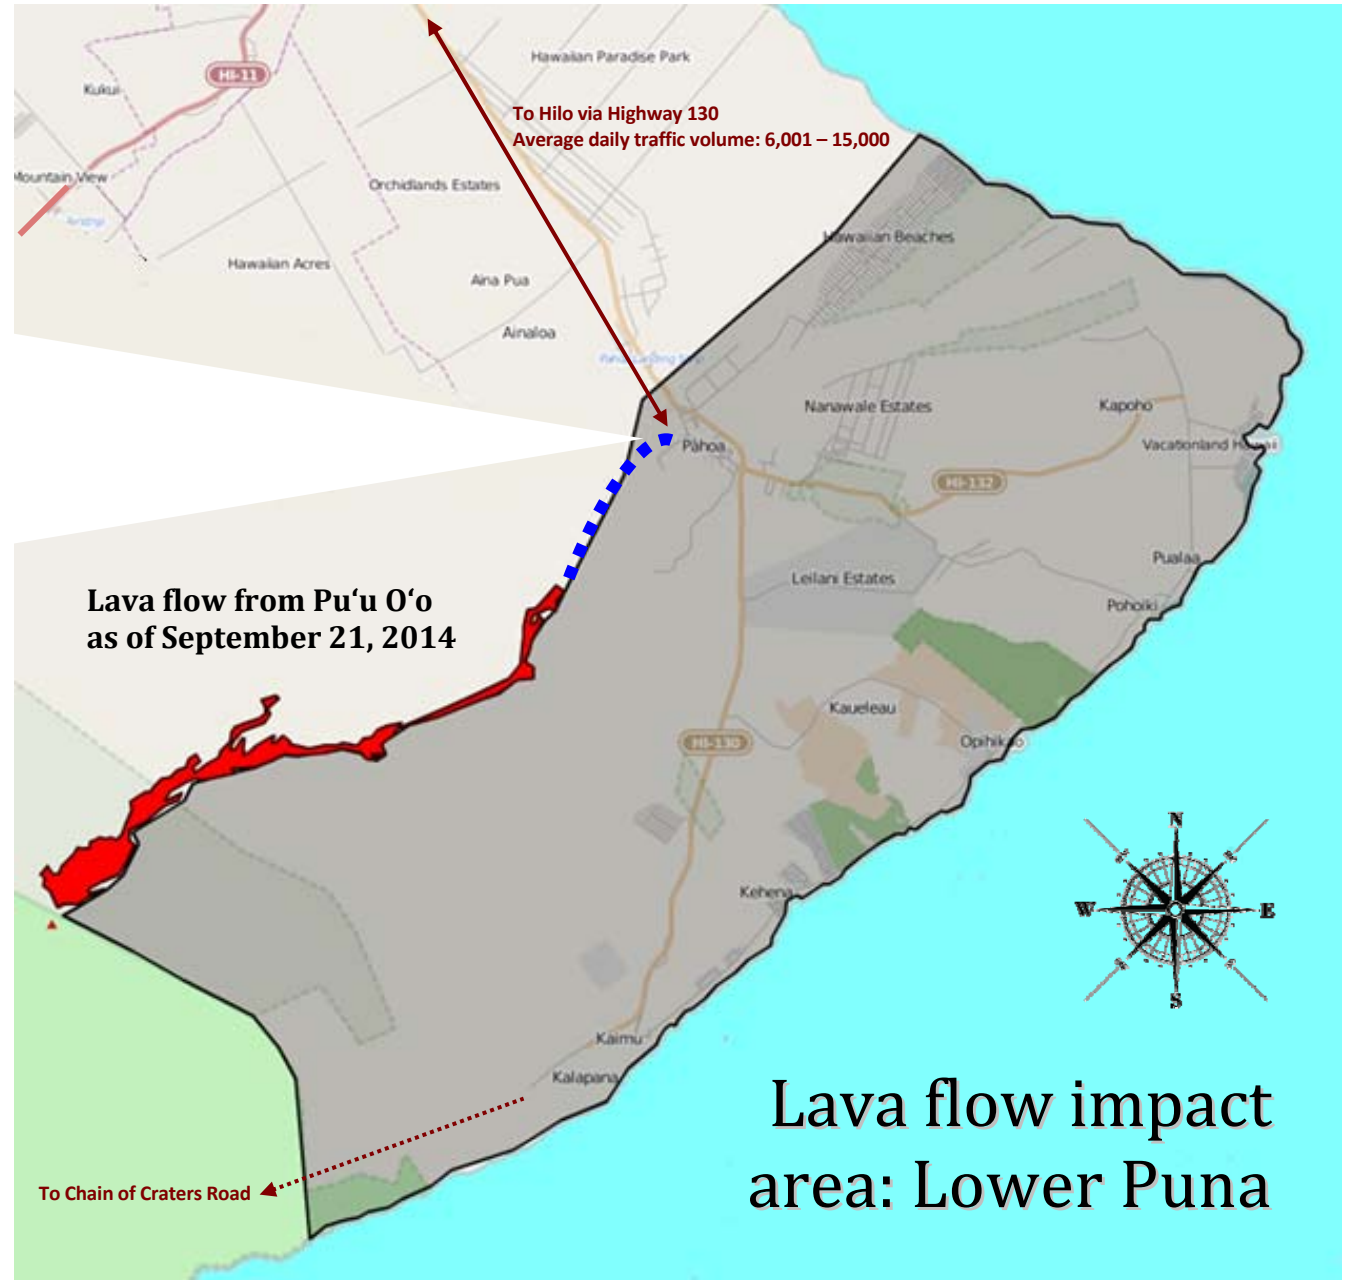 Hawaiian Paradise Park
HI-11
Kukui
To Hilo via Highway 130
Average daily traffic volume: 6,001 – 15,000
Mountain View
Orchidlands Estates
Hawaiian Beaches
Hawaiian Acres
Aina Pua
Ainaloa
Nanawale Estates
Kapoho
Pāhoa
Vacationland Hawaii
HI-132
Pualaa
Leilani Estates
Pohoiki
Lava flow from Pu‘u O‘o
as of September 21, 2014
Kaueleau
HI-130
Opihikao
N
Kehena
W
E
S
Kaimu
Kalapana
Lava flow impact
area: Lower Puna
To Chain of Craters Road